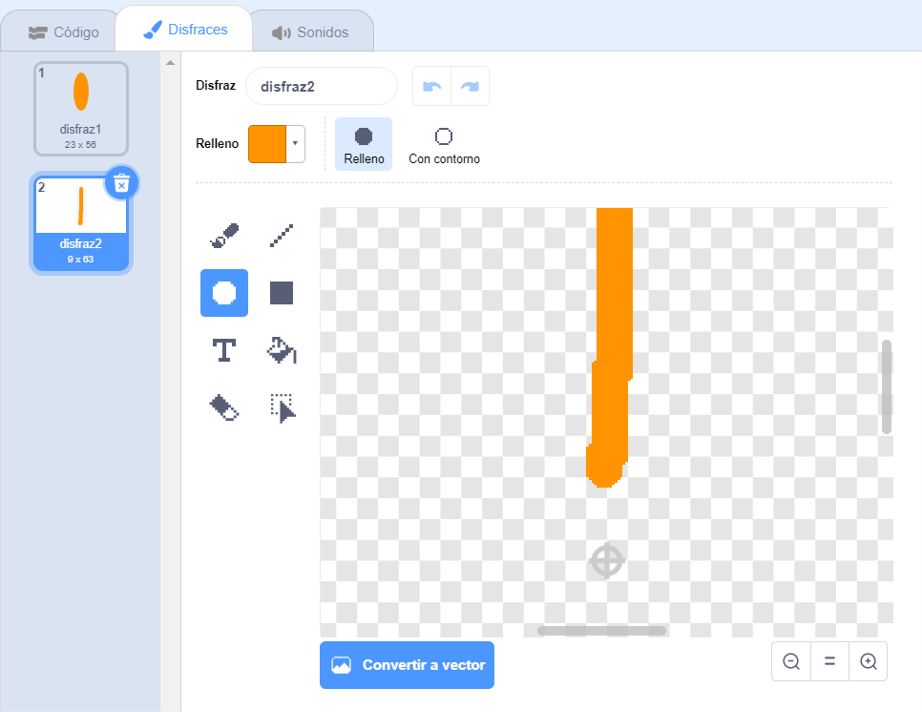 Código
Disfraces
Sonidos
1
disfraz1
23 x 56
2
disfraz2
9 x 63
Disfraz
disfraz2
Relleno
Relleno
Con contorno
T
Convertir a vector